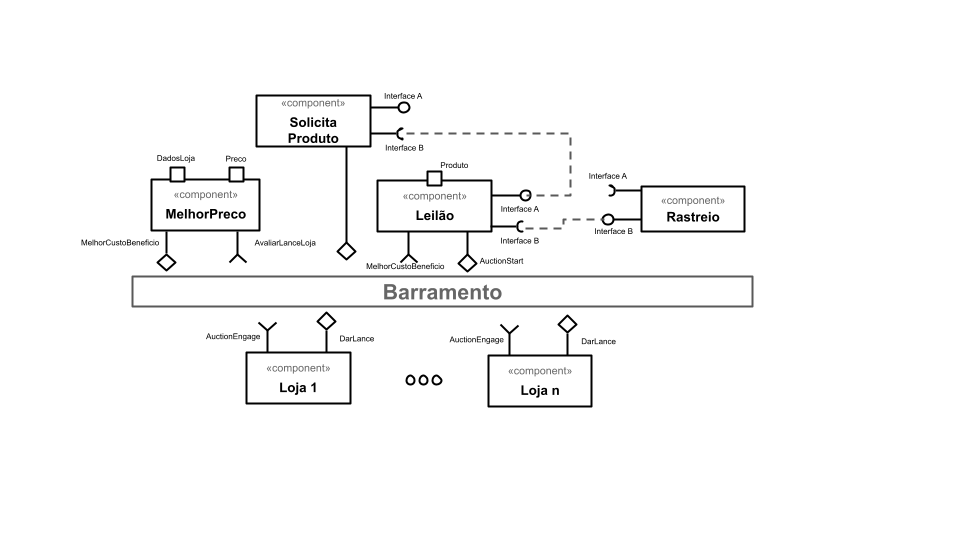 Interface A
«component»
Solicita
Produto
Interface B
DadosLoja
Preco
«component»
MelhorPreco
MelhorCustoBeneficio
AvaliarLanceLoja
Produto
«component»
Leilão
Interface A
Interface B
MelhorCustoBeneficio
AuctionStart
Interface A
«component»
Rastreio
Interface B
Barramento
AuctionEngage
DarLance
«component»
Loja 1
AuctionEngage
DarLance
«component»
Loja n